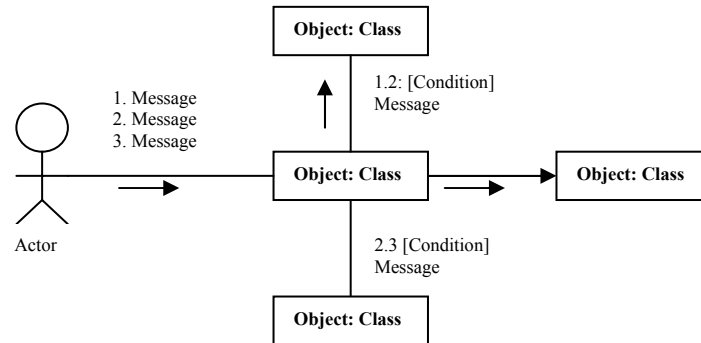 Object: Class
1.2: [Condition]
Message
1. Message
2. Message
3. Message
Object: Class
Object: Class
Actor
2.3 [Condition]
Message
Object: Class